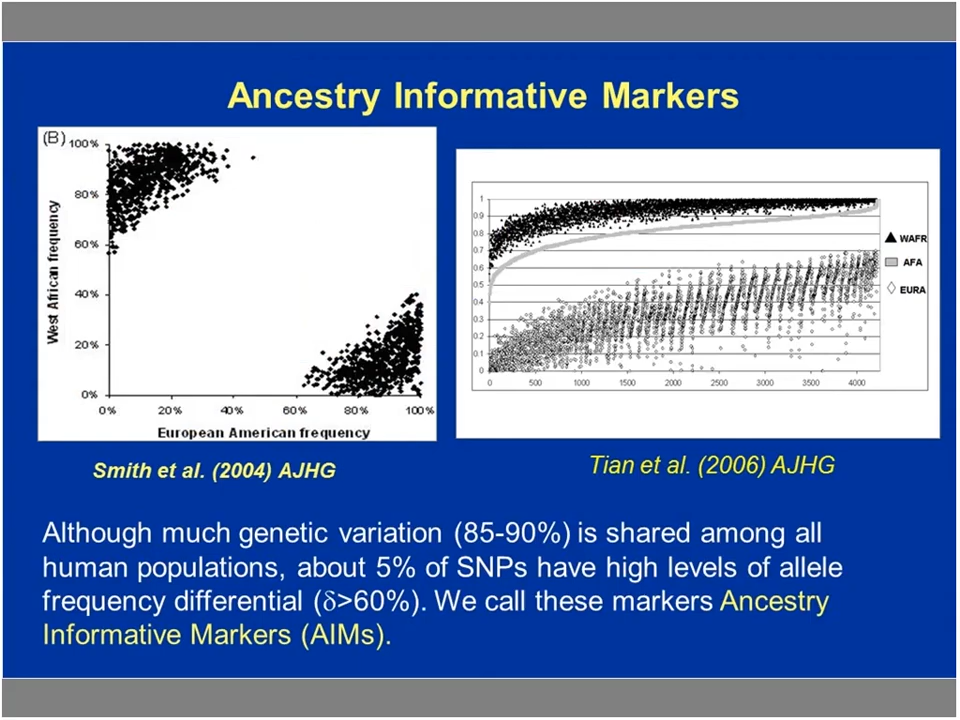 Ancestry Informative Markers
(B)
100%
80%
60%
40%
20%
0%
West African frequency
0% 20% 40% 60% 80% 100%
European American frequency
1
0.9
0.8
0.7
0.6
0.5
0.4
0.3
0.2
0.1
0
0 500 1000 1500 2000 2500 3000 3500 4000
WAFR
AFA
EURA
Smith et al. (2004) AJHG
Tian et al. (2006) AJHG
Although much genetic variation (85-90%) is shared among all
human populations, about 5% of SNPs have high levels of allele
frequency differential (δ>60%). We call these markers Ancestry
Informative Markers (AIMs).